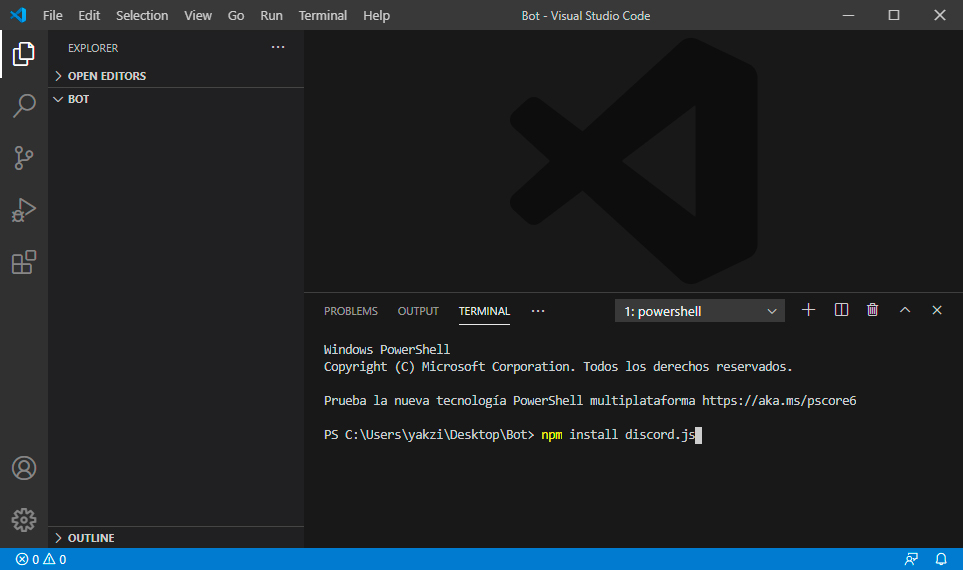 File Edit Selection View Go Run Terminal Help Bot - Visual Studio Code
EXPLORER
OPEN EDITORS
BOT
OUTLINE
PROBLEMS OUTPUT TERMINAL 1: powershell
Windows PowerShell
Copyright (C) Microsoft Corporation. Todos los derechos reservados.
Prueba la nueva tecnología PowerShell multiplataforma https://aka.ms/pscore6
PS C:\Users\yakzi\Desktop\Bot> npm install discord.js
0 0